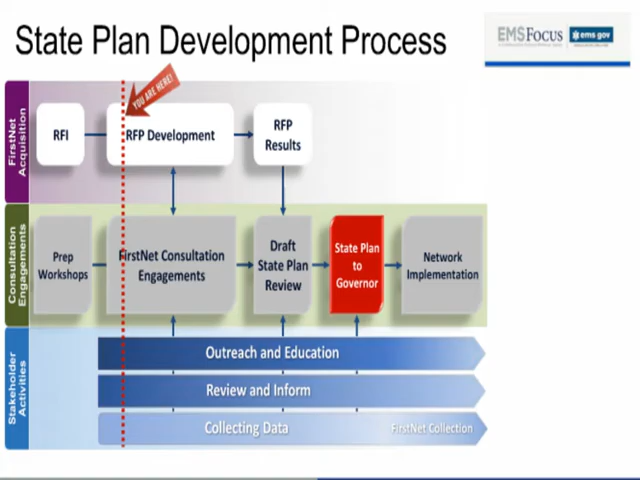 State Plan Development Process
EMSFocus
ems.gov
YOU ARE HERE!
FirstNet
Acquisition
RFI
RFP Development
RFP
Results
Consultation
Engagements
Prep
Workshops
FirstNet Consultation
Engagements
Draft
State Plan
Review
State Plan
to
Governor
Network
Implementation
Stakeholder
Activities
Outreach and Education
Review and Inform
Collecting Data
FirstNet Collection